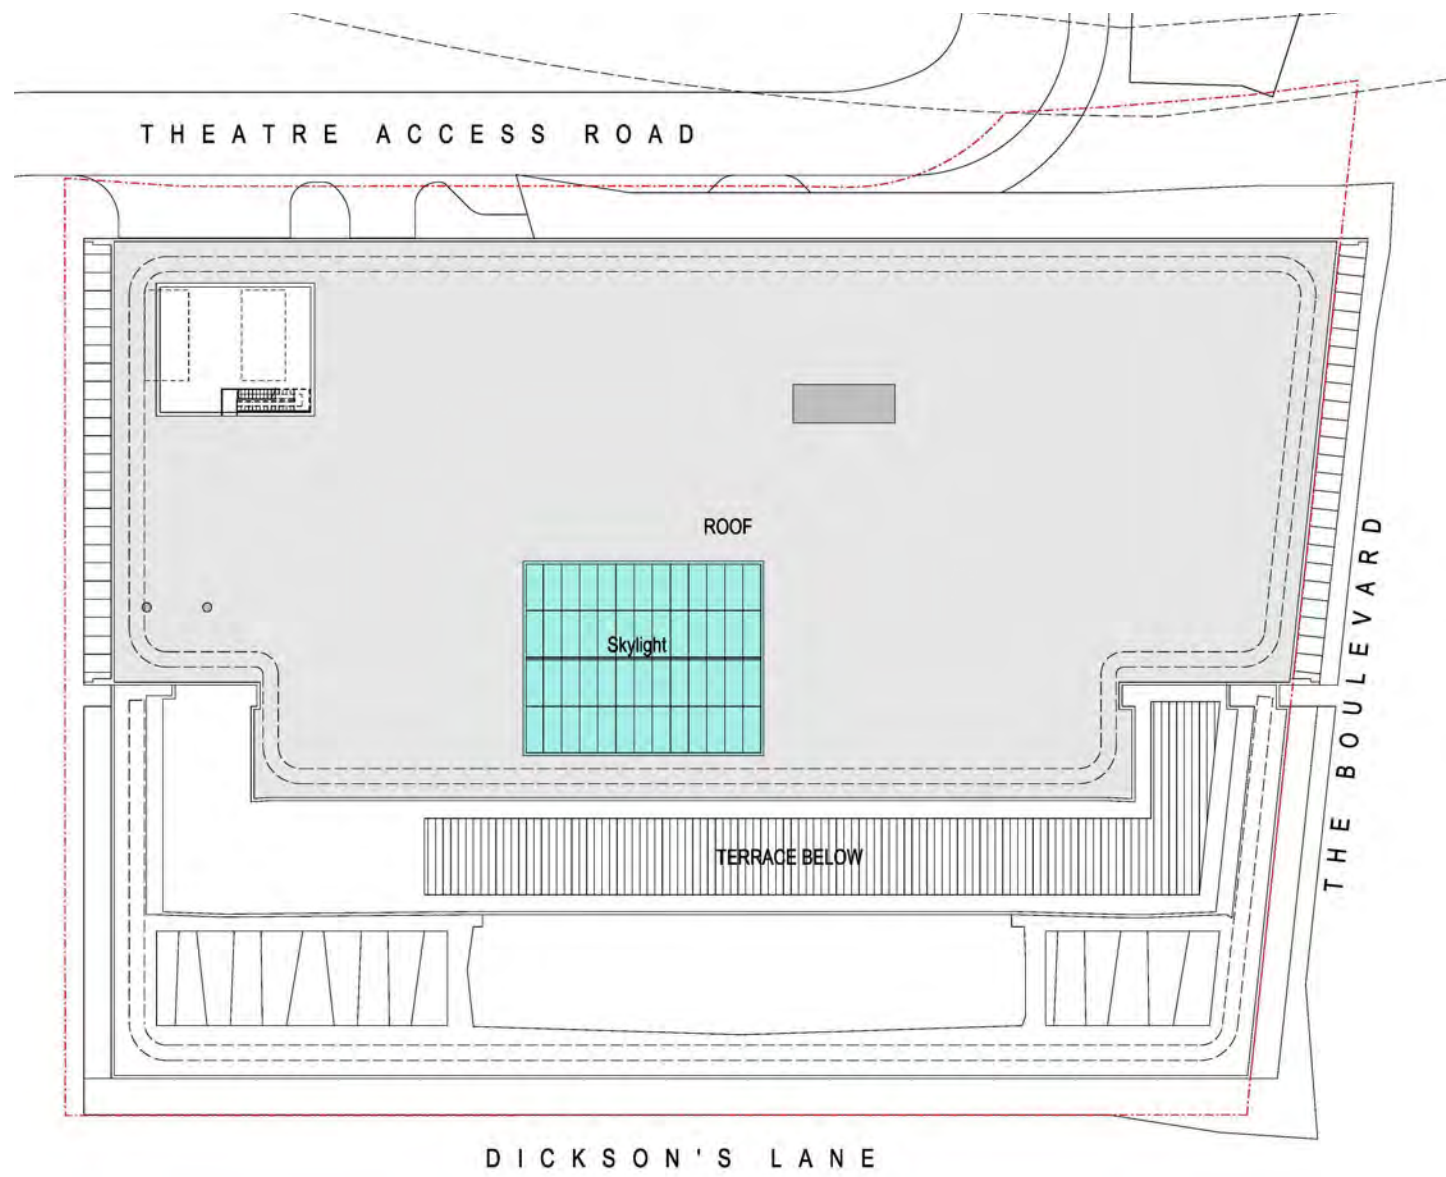 THEATRE ACCESS ROAD
ROOF
Skylight
THE BOULEVARD
TERRACE BELOW
DICKSON'S LANE